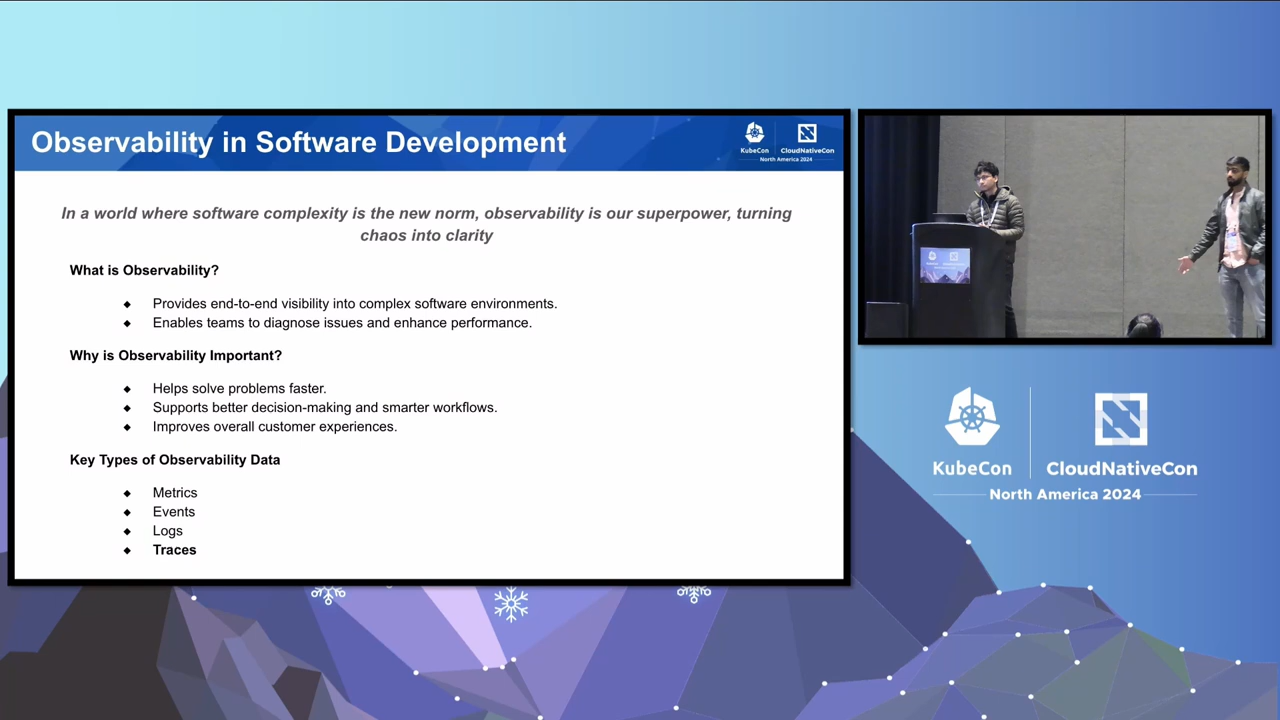 Observability in Software Development
KubeCon
CloudNativeCon
North America 2024
In a world where software complexity is the new norm, observability is our superpower, turning
chaos into clarity
What is Observability?
Provides end-to-end visibility into complex software environments.
Enables teams to diagnose issues and enhance performance.
Why is Observability Important?
Helps solve problems faster.
Supports better decision-making and smarter workflows.
Improves overall customer experiences.
Key Types of Observability Data
Metrics
Events
Logs
Traces
KubeCon
CloudNativeCon
North America 2024